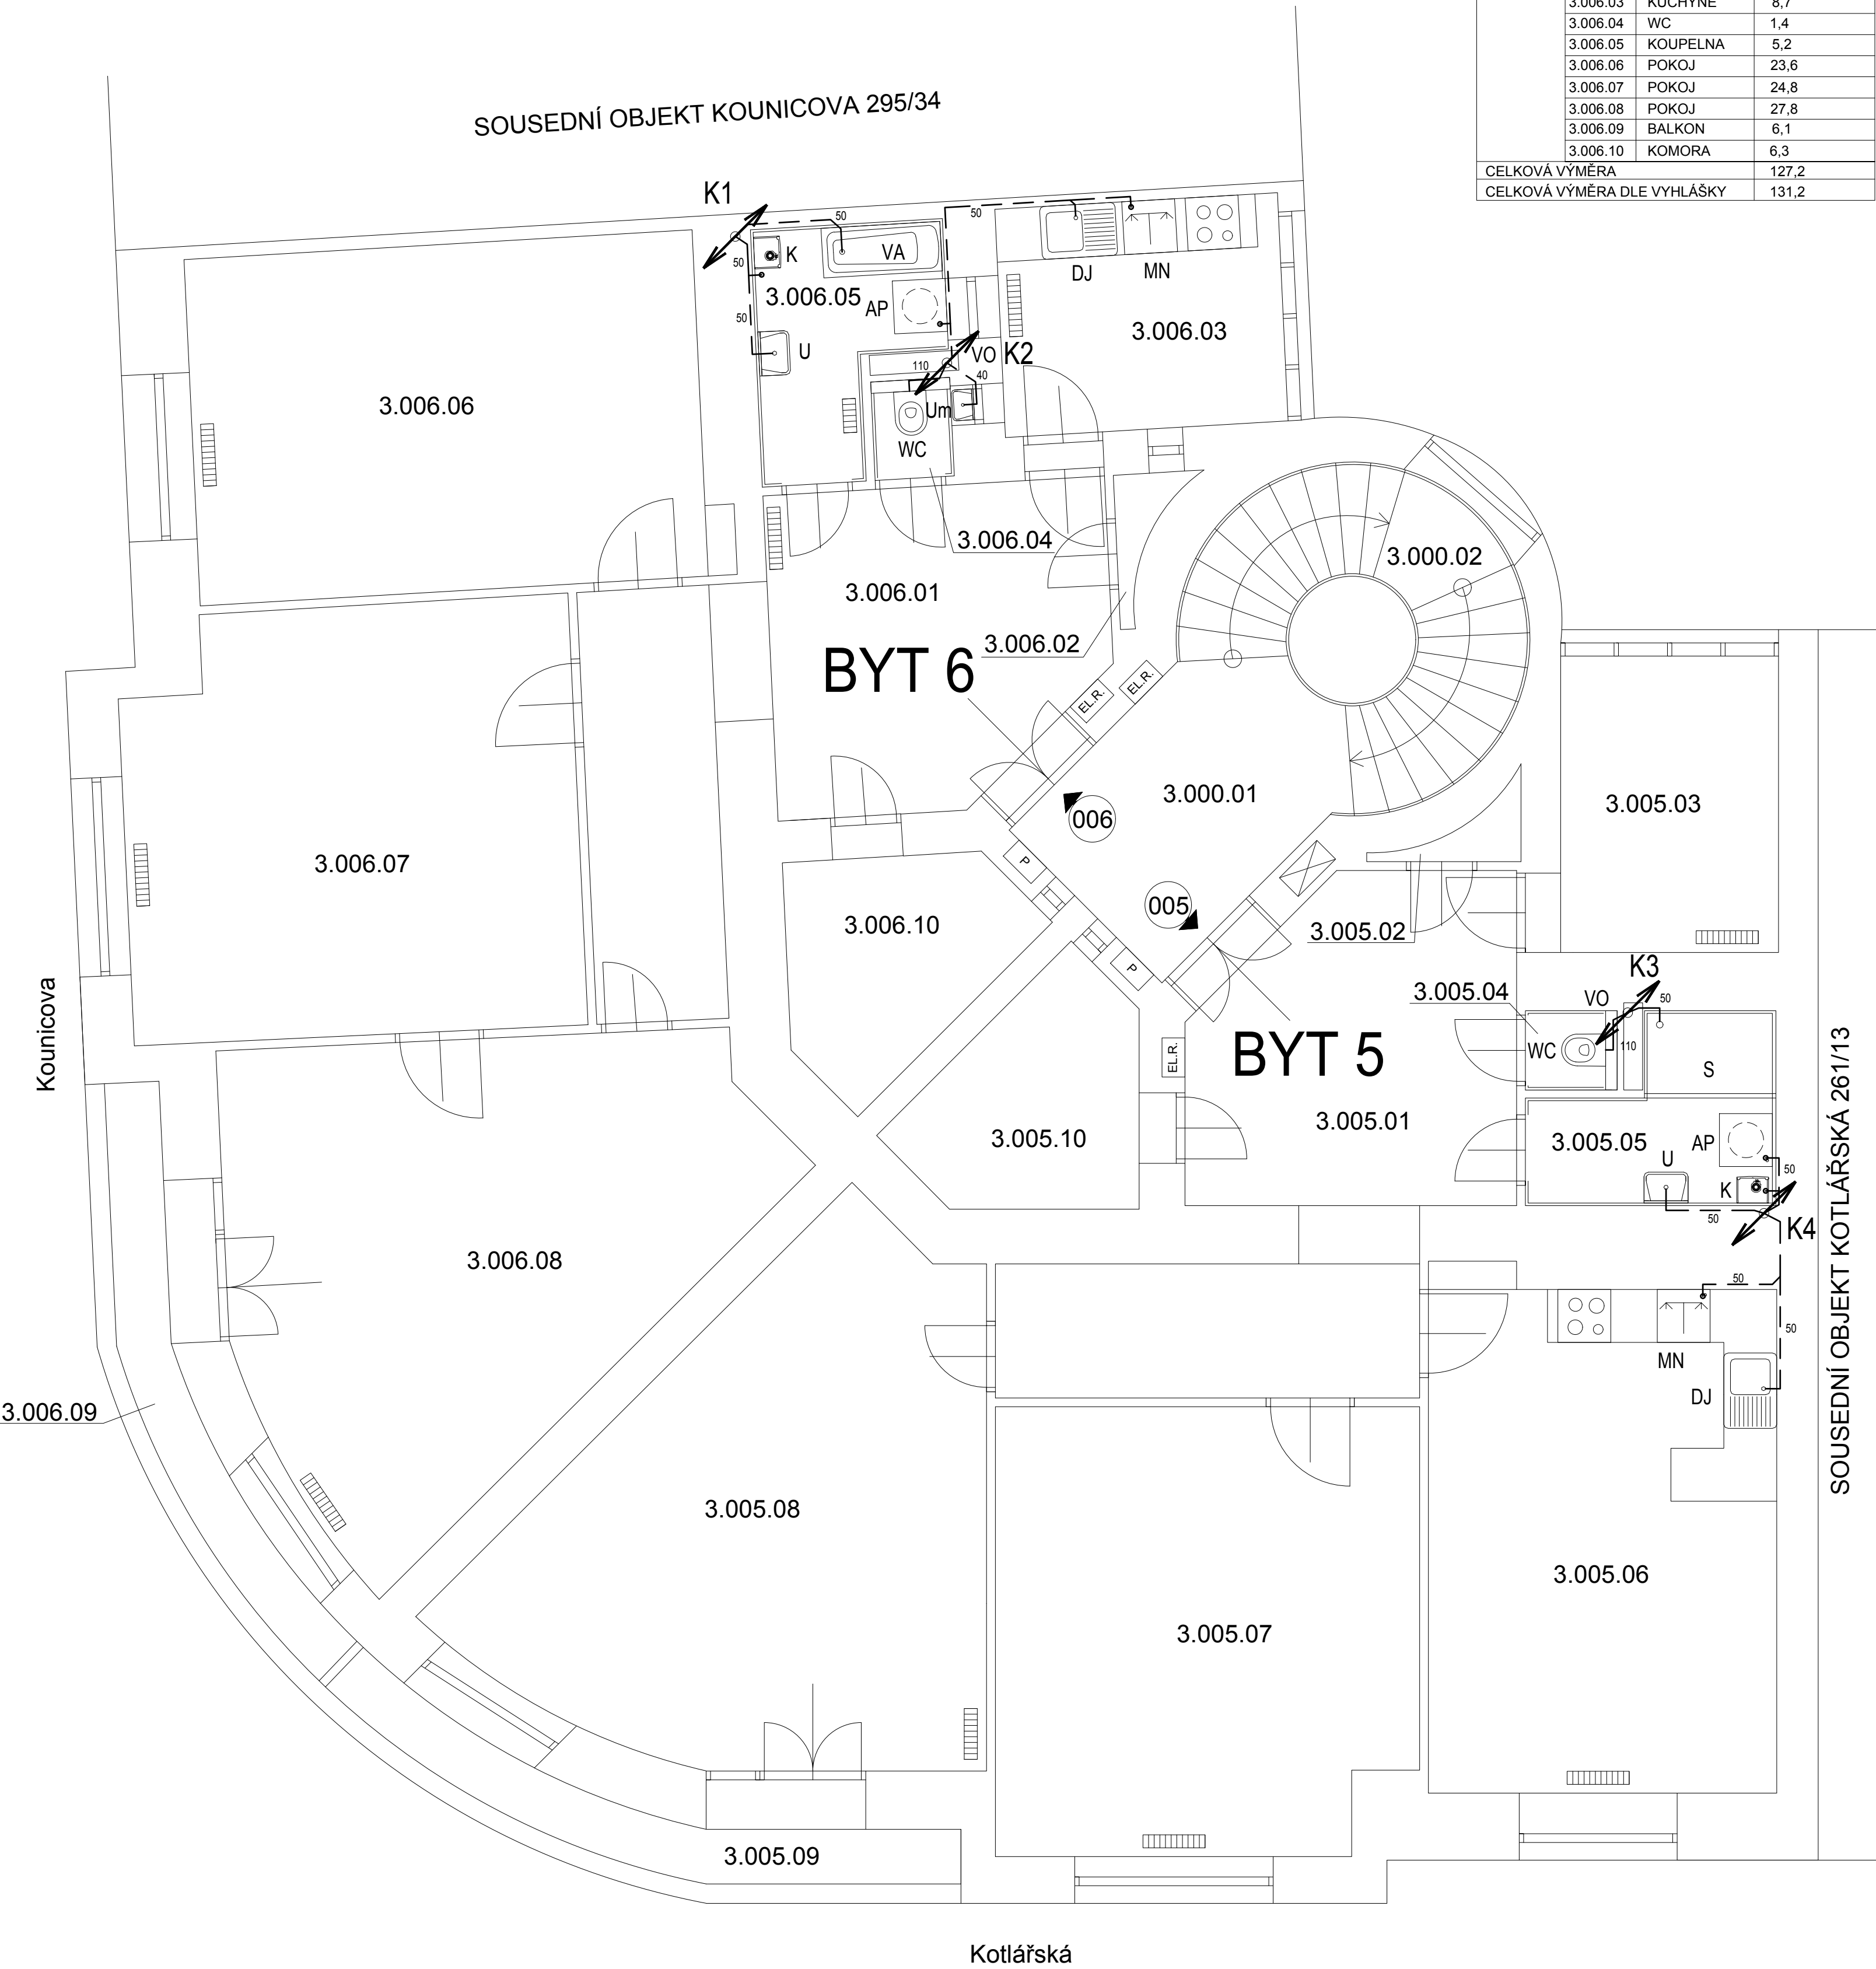 3.006.03 KUCHYNĚ 8,7
3.006.04 WC 1,4
3.006.05 KOUPELNA 5,2
3.006.06 POKOJ 23,6
3.006.07 POKOJ 24,8
3.006.08 POKOJ 27,8
3.006.09 BALKON 6,1
3.006.10 KOMORA 6,3
CELKOVÁ VÝMĚRA 127,2
CELKOVÁ VÝMĚRA DLE VYHLÁŠKY 131,2
SOUSEDNÍ OBJEKT KOUNICOVA 295/34
K1
50
50
K
VA
50
DJ
MN
3.006.05
AP
50
U
3.006.03
VO
K2
110
40
Um
WC
3.006.06
3.006.04
3.000.02
3.006.01
3.006.02
BYT 6
EL.R.
EL.R.
3.000.01
006
3.005.03
3.006.07
P
3.006.10
005
3.005.02
P
K3
3.005.04
VO
50
Kounicova
EL.R.
BYT 5
WC
110
S
3.005.10
3.005.01
3.005.05
AP
U
K
50
50
K4
SOUSEDNÍ OBJEKT KOTLÁŘSKÁ 261/13
3.006.08
50
50
MN
DJ
3.006.09
3.005.08
3.005.06
3.005.07
3.005.09
Kotlářská